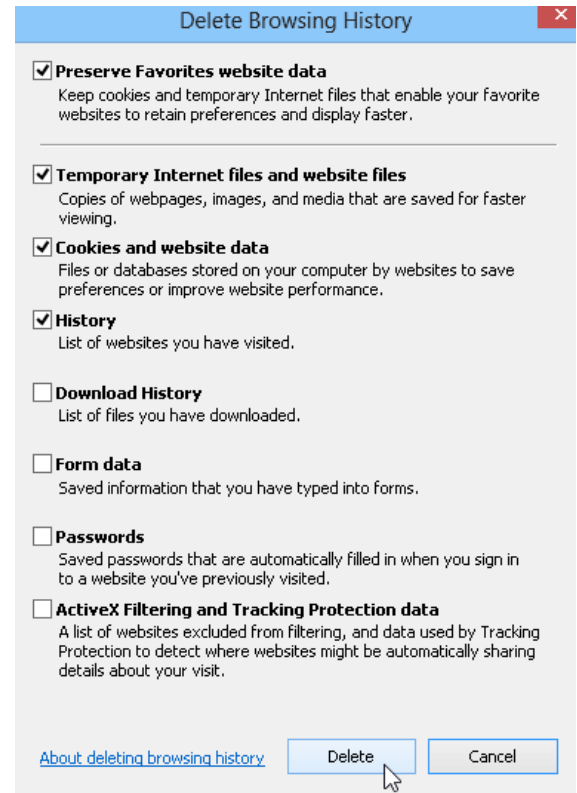 Delete Browsing History
Preserve Favorites website data
Keep cookies and temporary Internet files that enable your favorite
websites to retain preferences and display faster.
Temporary Internet files and website files
Copies of webpages, images, and media that are saved for faster
viewing.
Cookies and website data
Files or databases stored on your computer by websites to save
preferences or improve website performance.
History
List of websites you have visited.
Download History
List of files you have downloaded.
Form data
Saved information that you have typed into forms.
Passwords
Saved passwords that are automatically filled in when you sign in
to a website you've previously visited.
ActiveX Filtering and Tracking Protection data
A list of websites excluded from filtering, and data used by Tracking
Protection to detect where websites might be automatically sharing
details about your visit.
About deleting browsing history Delete Cancel